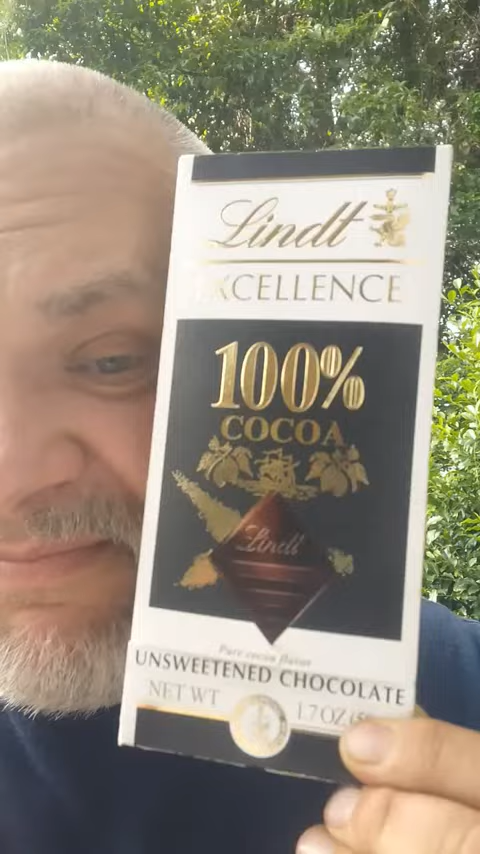 Lindt
EXCELLENCE
100%
COCOA
Lindt
Pure cocoa flavor
UNSWEETENED CHOCOLATE
NET WT 1.7 OZ